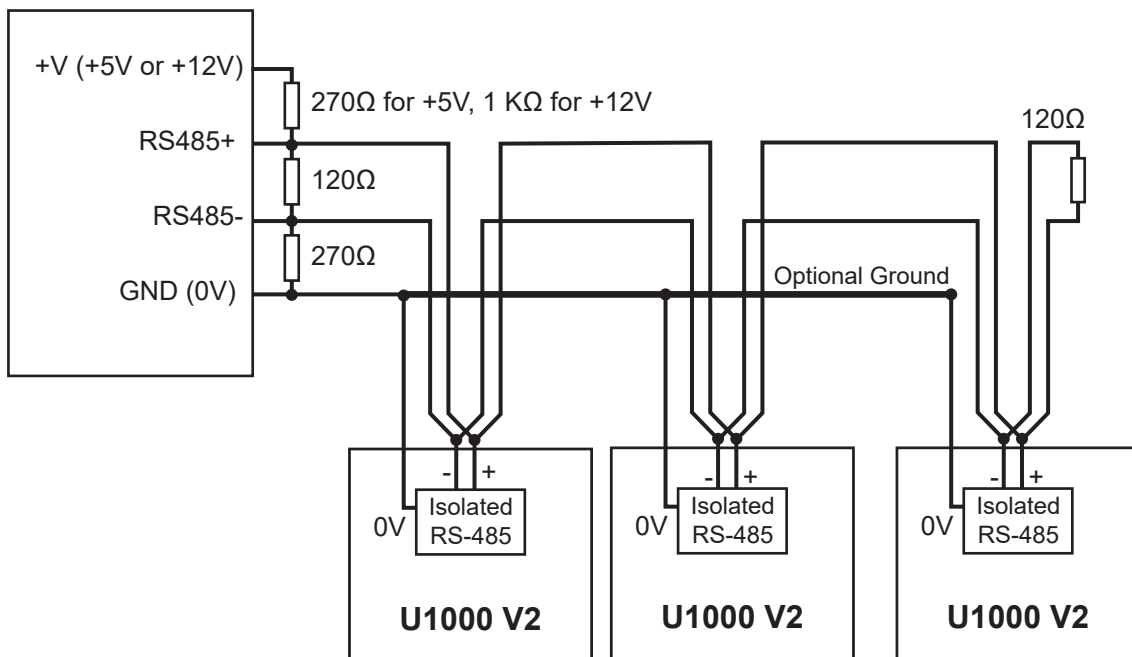 +V (+5V or +12V)
270Ω for +5V, 1 KΩ for +12V
120Ω
RS485+
120Ω
RS485-
270Ω
GND (0V)
Optional Ground
- +
- +
- +
0V
Isolated
RS-485
0V
Isolated
RS-485
0V
Isolated
RS-485
U1000 V2
U1000 V2
U1000 V2